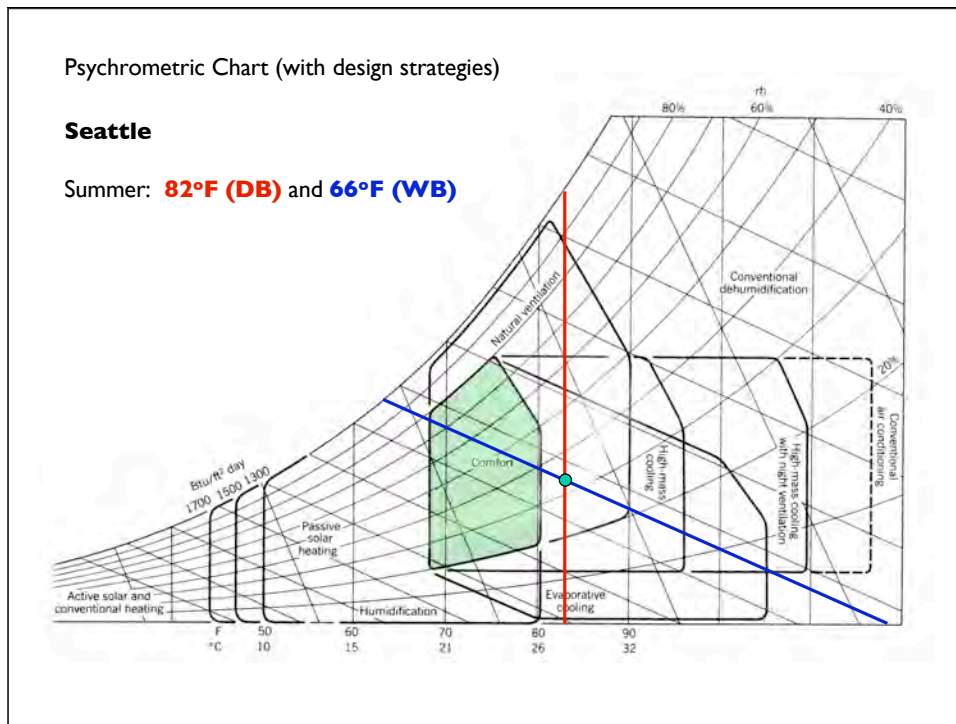 Psychrometric Chart (with design strategies)
Seattle
Summer: 82ºF (DB) and 66ºF (WB)
rh
80% 60% 40%
Natural ventilation
Conventional
dehumidification
20%
Comfort
High-mass
cooling
High-mass cooling
with night ventilation
Conventional
air conditioning
Btu/ft² day
1700 1500 1300
Passive
solar
heating
Active solar and
conventional heating
Humidification
Evaporative
cooling
F 50 60 70 80 90
°C 10 15 21 26 32